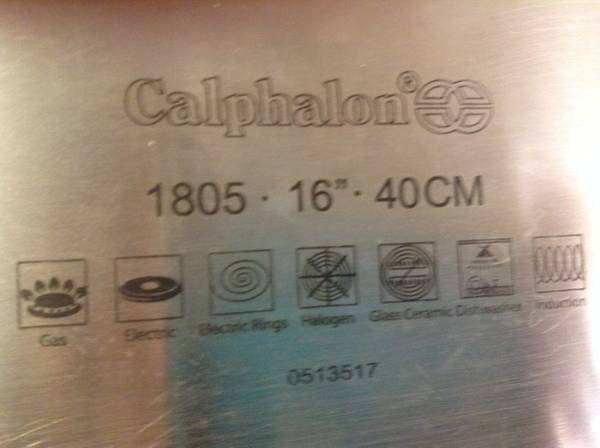 Calphalon®
1805 · 16” · 40CM
Gas Electric Electric Rings Halogen Glass Ceramic Dishwasher Induction
0513517